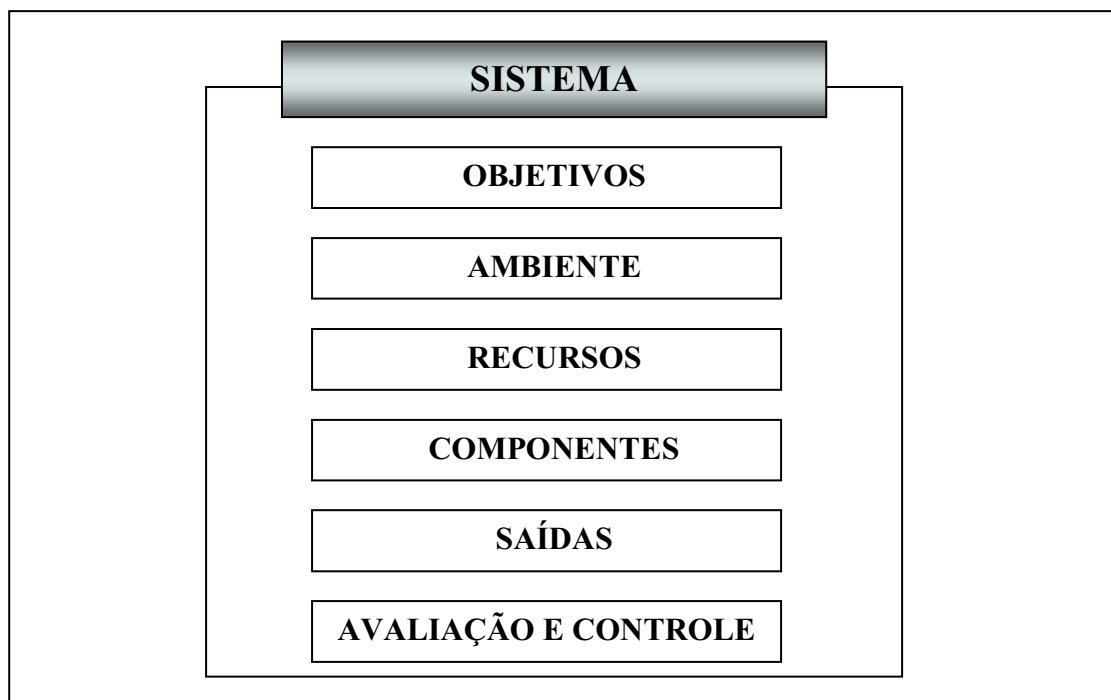 SISTEMA
OBJETIVOS
AMBIENTE
RECURSOS
COMPONENTES
SAÍDAS
AVALIAÇÃO E CONTROLE